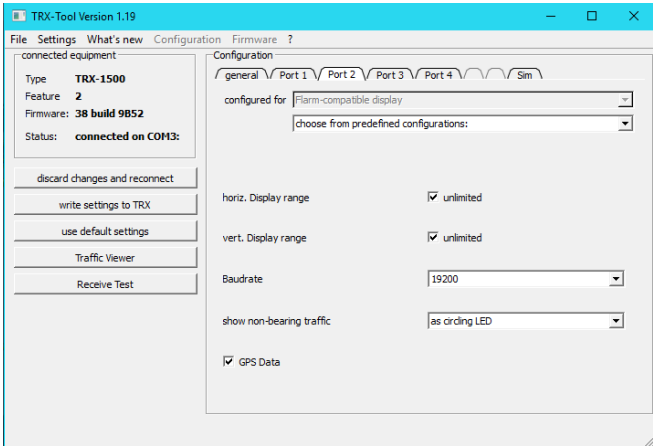 TRX-Tool Version 1.19
File Settings What's new Configuration Firmware ?
connected equipment
Type TRX-1500
Feature 2
Firmware: 38 build 9B52
Status: connected on COM3:
discard changes and reconnect
write settings to TRX
use default settings
Traffic Viewer
Receive Test
Configuration
general Port 1 Port 2 Port 3 Port 4 Sim
configured for Flarm-compatible display
choose from predefined configurations:
horiz. Display range unlimited
vert. Display range unlimited
Baudrate 19200
show non-bearing traffic as circling LED
GPS Data